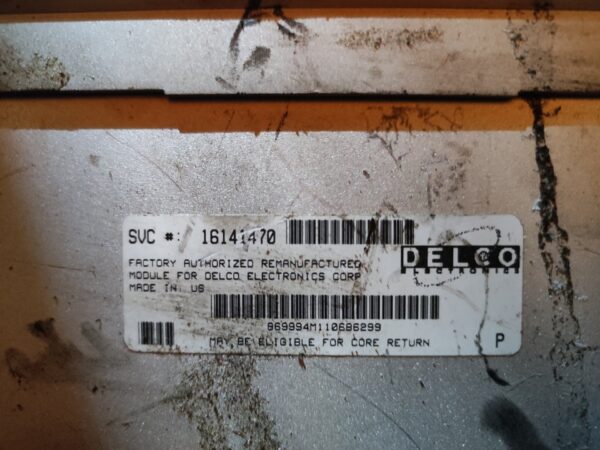 SVC #: 16141470
DELCO
ELECTRONICS
FACTORY AUTHORIZED REMANUFACTURED
MODULE FOR DELCO ELECTRONICS CORP
MADE IN US
869994M110686299
MAY BE ELIGIBLE FOR CORE RETURN
P